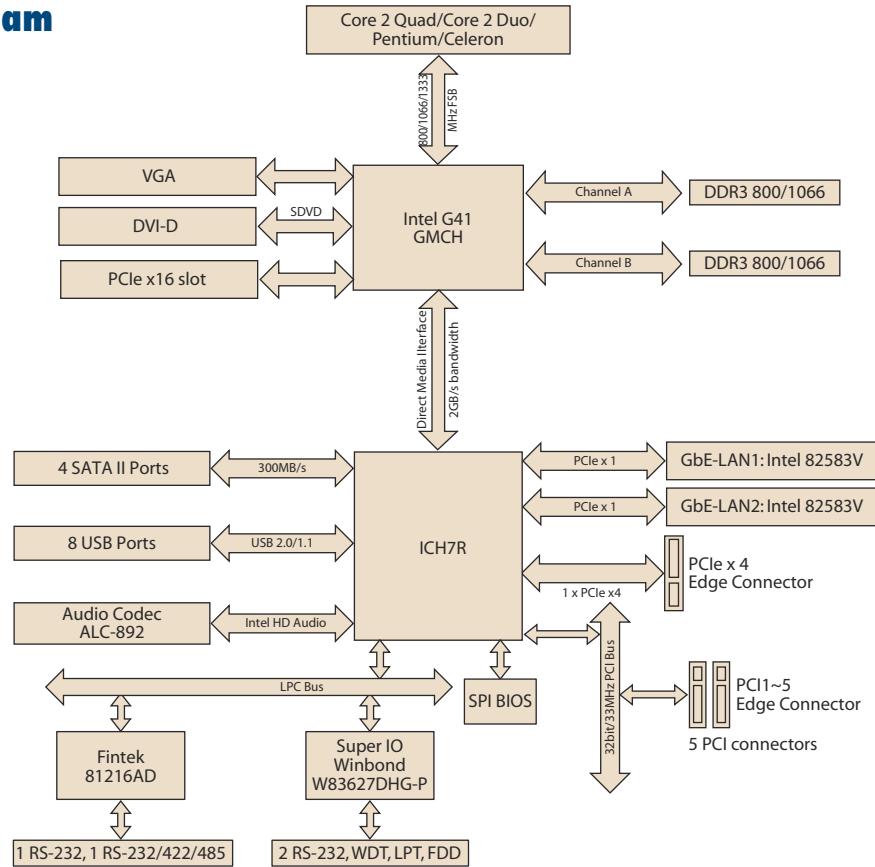 am
Core 2 Quad/Core 2 Duo/
Pentium/Celeron
800/1066/1333
MHz FSB
VGA
SDVD
DVI-D
PCIe x16 slot
Intel G41
GMCH
Channel A
DDR3 800/1066
Channel B
DDR3 800/1066
Direct Media IIterface
2GB/s bandwidth
4 SATA II Ports
300MB/s
8 USB Ports
USB 2.0/1.1
Audio Codec
ALC-892
Intel HD Audio
ICH7R
PCIe x 1
GbE-LAN1: Intel 82583V
PCIe x 1
GbE-LAN2: Intel 82583V
1 x PCIe x4
PCIe x 4
Edge Connector
32bit/33MHz PCI Bus
PCI1~5
Edge Connector
5 PCI connectors
LPC Bus
SPI BIOS
Fintek
81216AD
Super IO
Winbond
W83627DHG-P
1 RS-232, 1 RS-232/422/485
2 RS-232, WDT, LPT, FDD